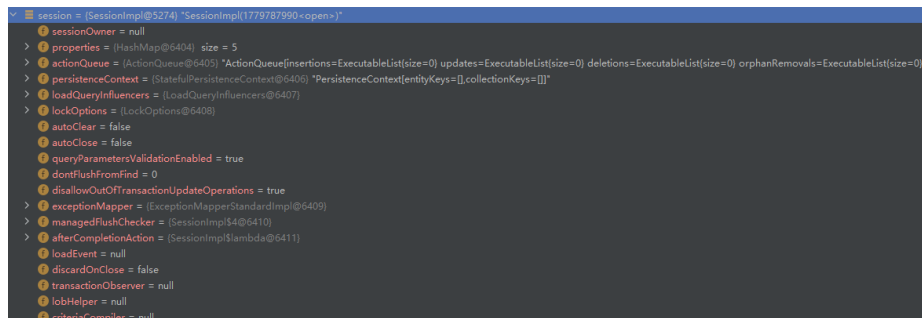 session = {SessionImpl@5274} "SessionImpl(1779787990<open>)"
sessionOwner = null
properties = {HashMap@6404} size = 5
actionQueue = {ActionQueue@6405} "ActionQueue[insertions=ExecutableList{size=0} updates=ExecutableList{size=0} deletions=ExecutableList{size=0} orphanRemovals=ExecutableList{size=0}
persistenceContext = {StatefulPersistenceContext@6406} "PersistenceContext[entityKeys=[],collectionKeys=[]]"
loadQueryInfluencers = {LoadQueryInfluencers@6407}
lockOptions = {LockOptions@6408}
autoClear = false
autoClose = false
queryParametersValidationEnabled = true
dontFlushFromFind = 0
disallowOutOfTransactionUpdateOperations = true
exceptionMapper = {ExceptionMapperStandardImpl@6409}
managedFlushChecker = {SessionImpl$4@6410}
afterCompletionAction = {SessionImpl$lambda@6411}
loadEvent = null
discardOnClose = false
transactionObserver = null
lobHelper = null
criteriaCompiler = null